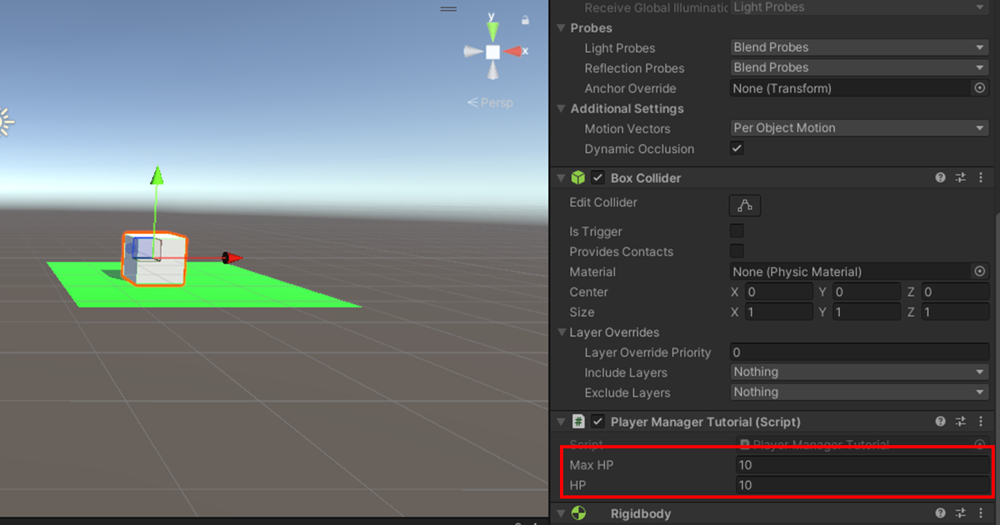 y
x
Persp
Receive Global Illuminatic Light Probes
Probes
Light Probes Blend Probes
Reflection Probes Blend Probes
Anchor Override None (Transform)
Additional Settings
Motion Vectors Per Object Motion
Dynamic Occlusion
Box Collider
Edit Collider
Is Trigger
Provides Contacts
Material None (Physic Material)
Center X 0 Y 0 Z 0
Size X 1 Y 1 Z 1
Layer Overrides
Layer Override Priority 0
Include Layers Nothing
Exclude Layers Nothing
# Player Manager Tutorial (Script)
Script Player Manager Tutorial
Max HP 10
HP 10
Rigidbody